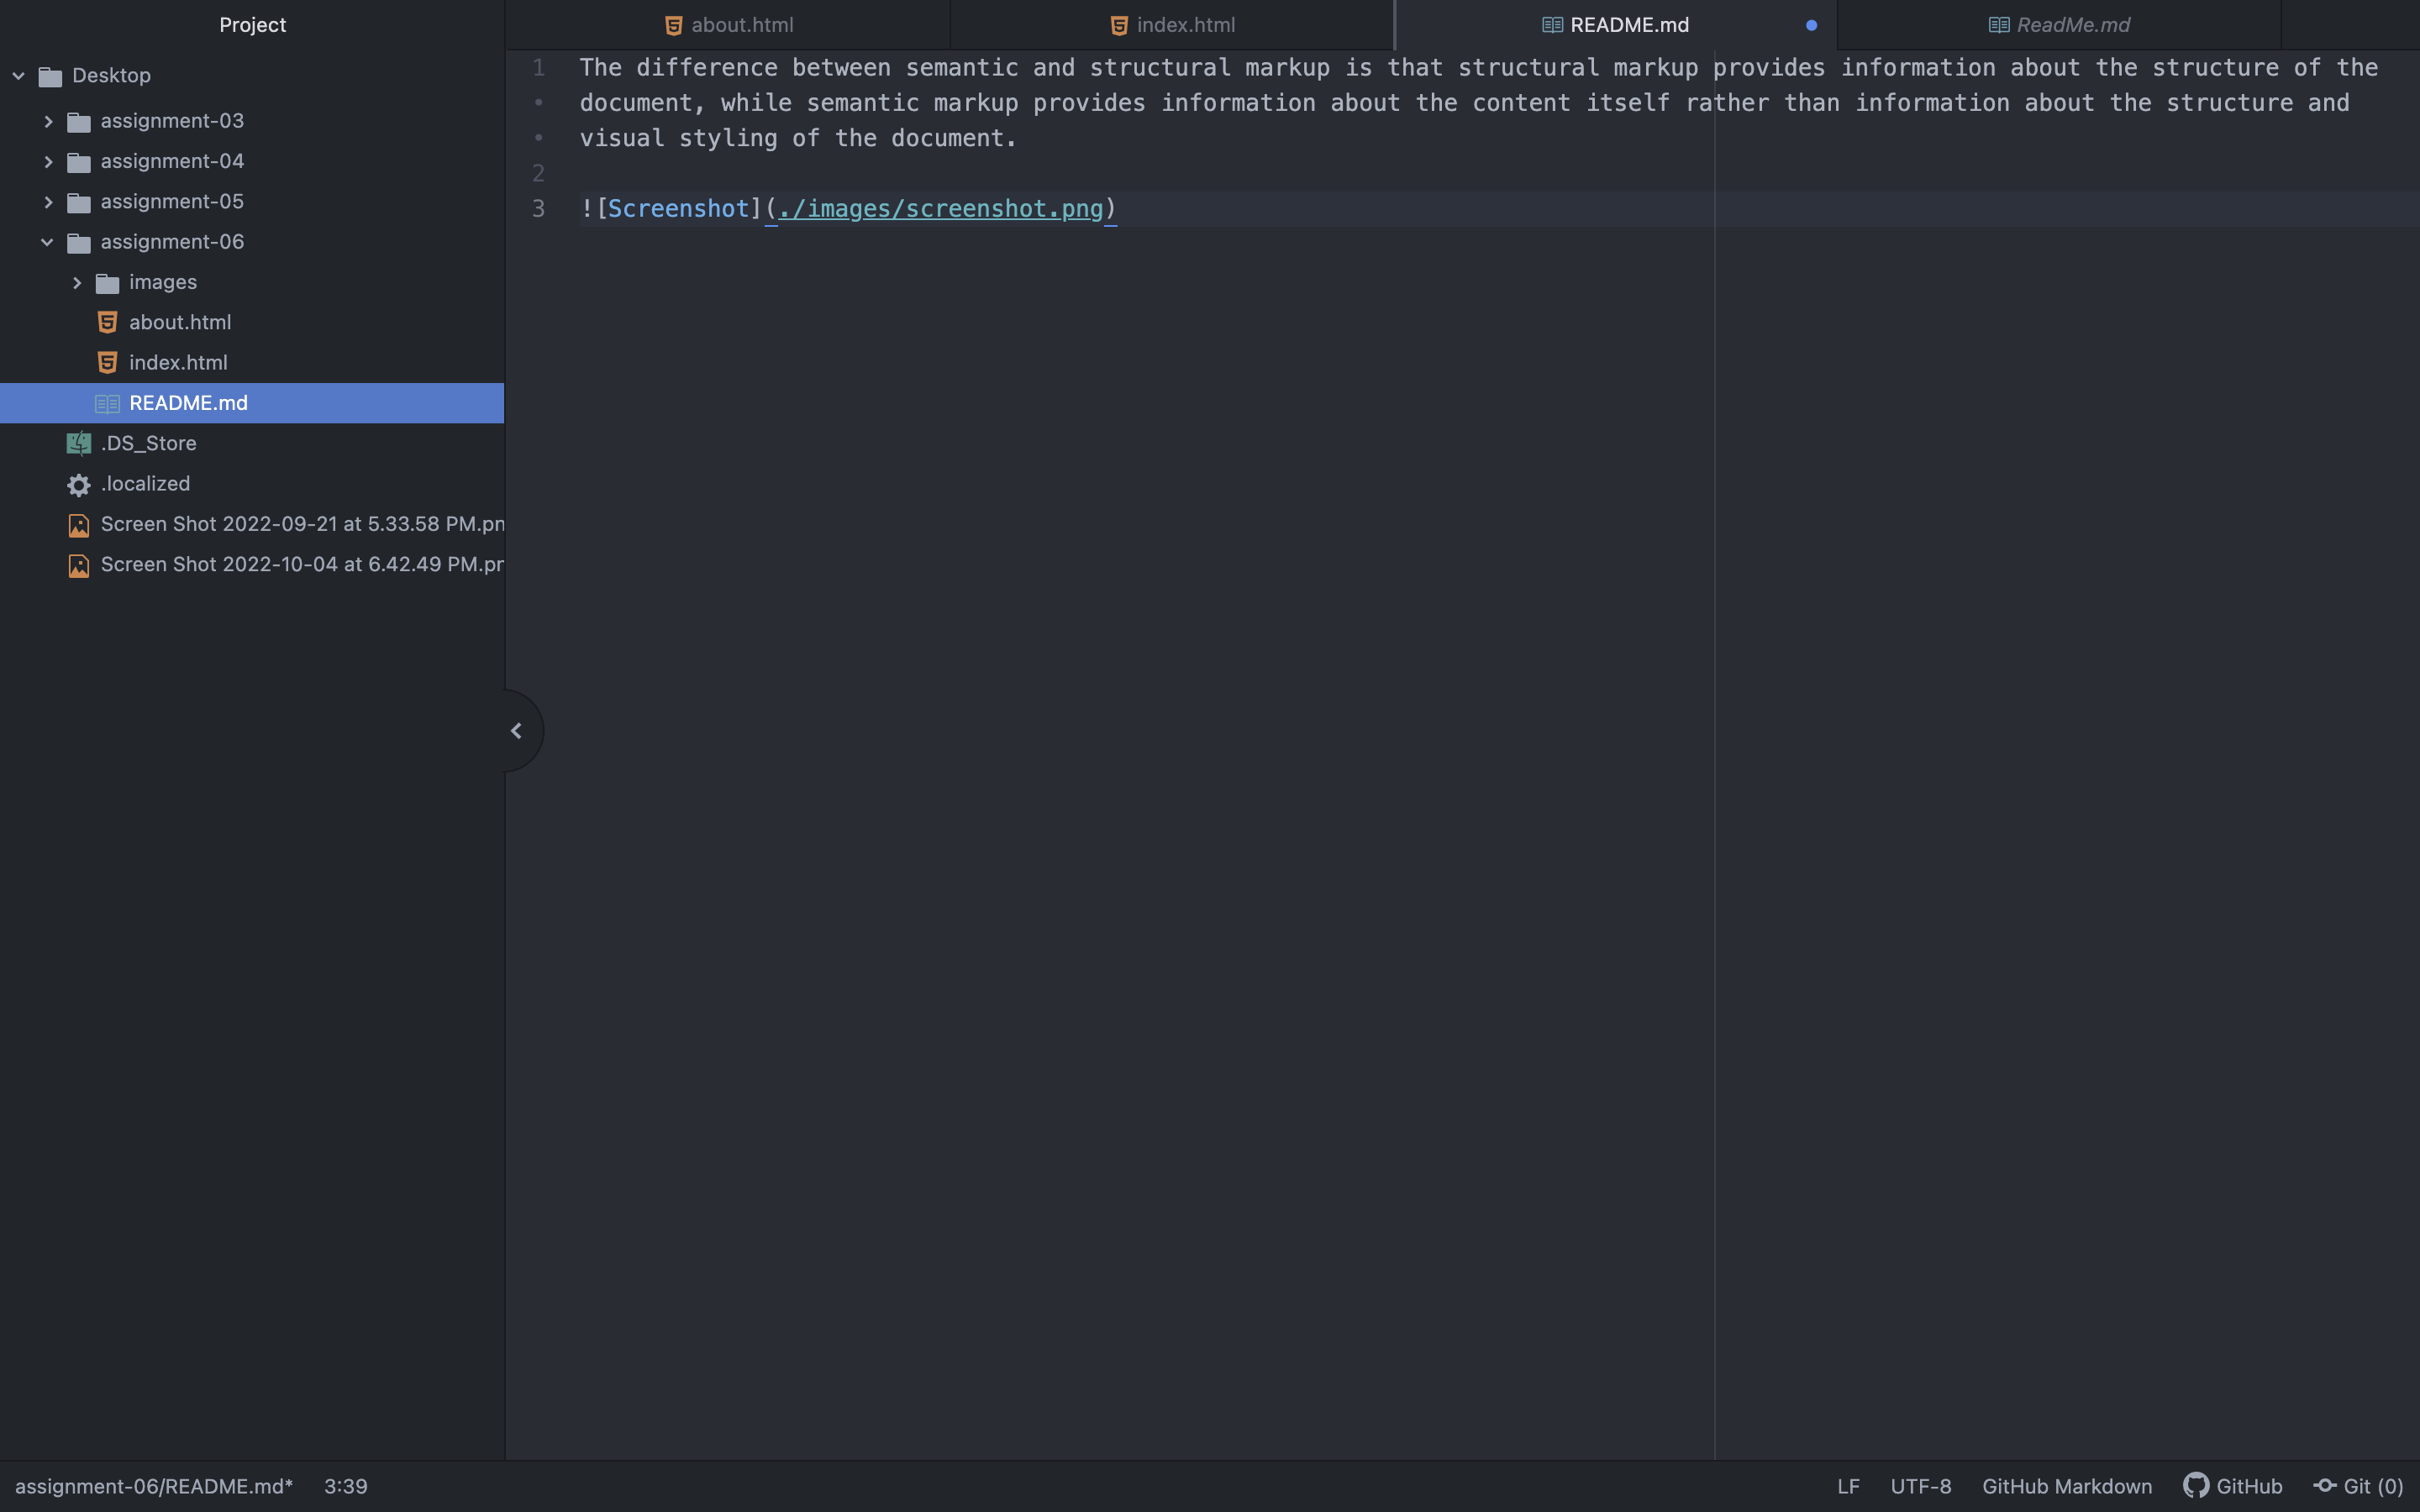 Project
about.html
index.html
README.md
ReadMe.md
Desktop
assignment-03
assignment-04
assignment-05
assignment-06
images
about.html
index.html
README.md
.DS_Store
.localized
Screen Shot 2022-09-21 at 5.33.58 PM.pn
Screen Shot 2022-10-04 at 6.42.49 PM.pn
1 The difference between semantic and structural markup is that structural markup provides information about the structure of the
• document, while semantic markup provides information about the content itself rather than information about the structure and
• visual styling of the document.
2
3 ![Screenshot](./images/screenshot.png)
assignment-06/README.md* 3:39
LF UTF-8 GitHub Markdown GitHub Git (0)